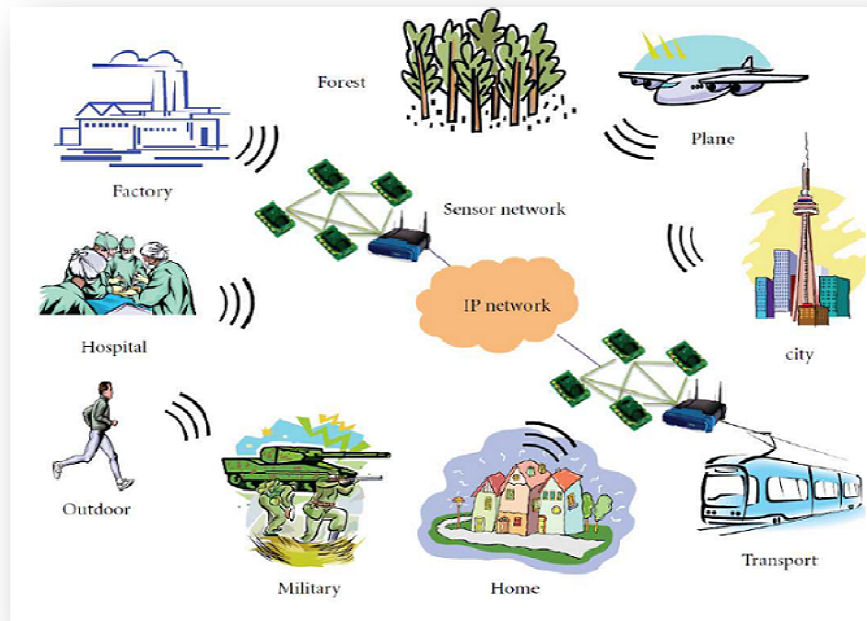 Forest
Plane
Factory
Sensor network
IP network
Hospital
city
Outdoor
Transport
Military
Home